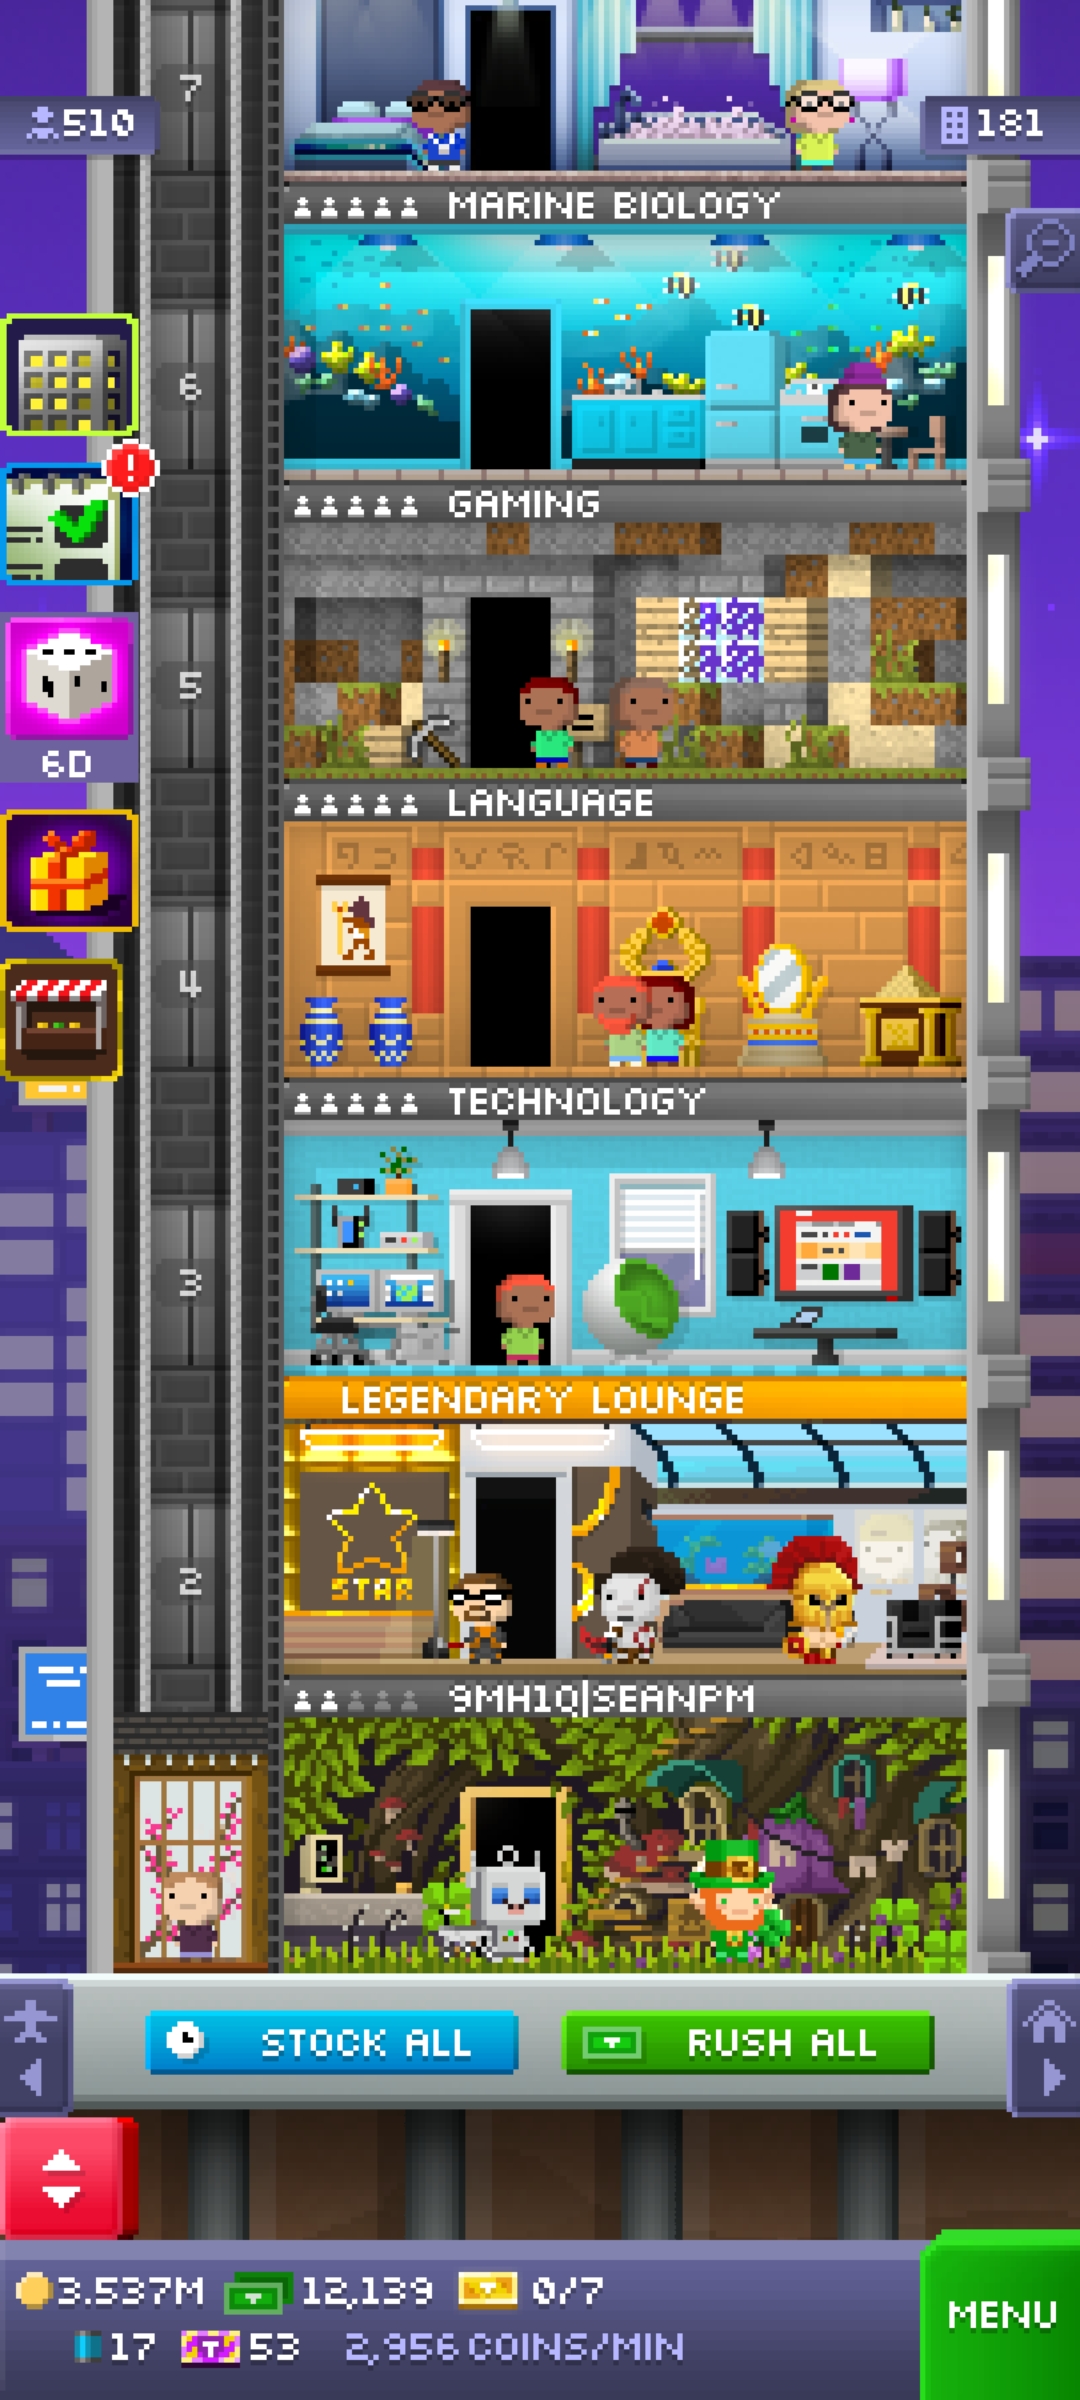 7
510
181
MARINE BIOLOGY
6
GAMING
5
6D
LANGUAGE
4
TECHNOLOGY
3
LEGENDARY LOUNGE
STAR
2
9MH1Q|SEANPM
STOCK ALL
RUSH ALL
3.537M 12,139 0/7
MENU
17 53 2,956 COINS/MIN